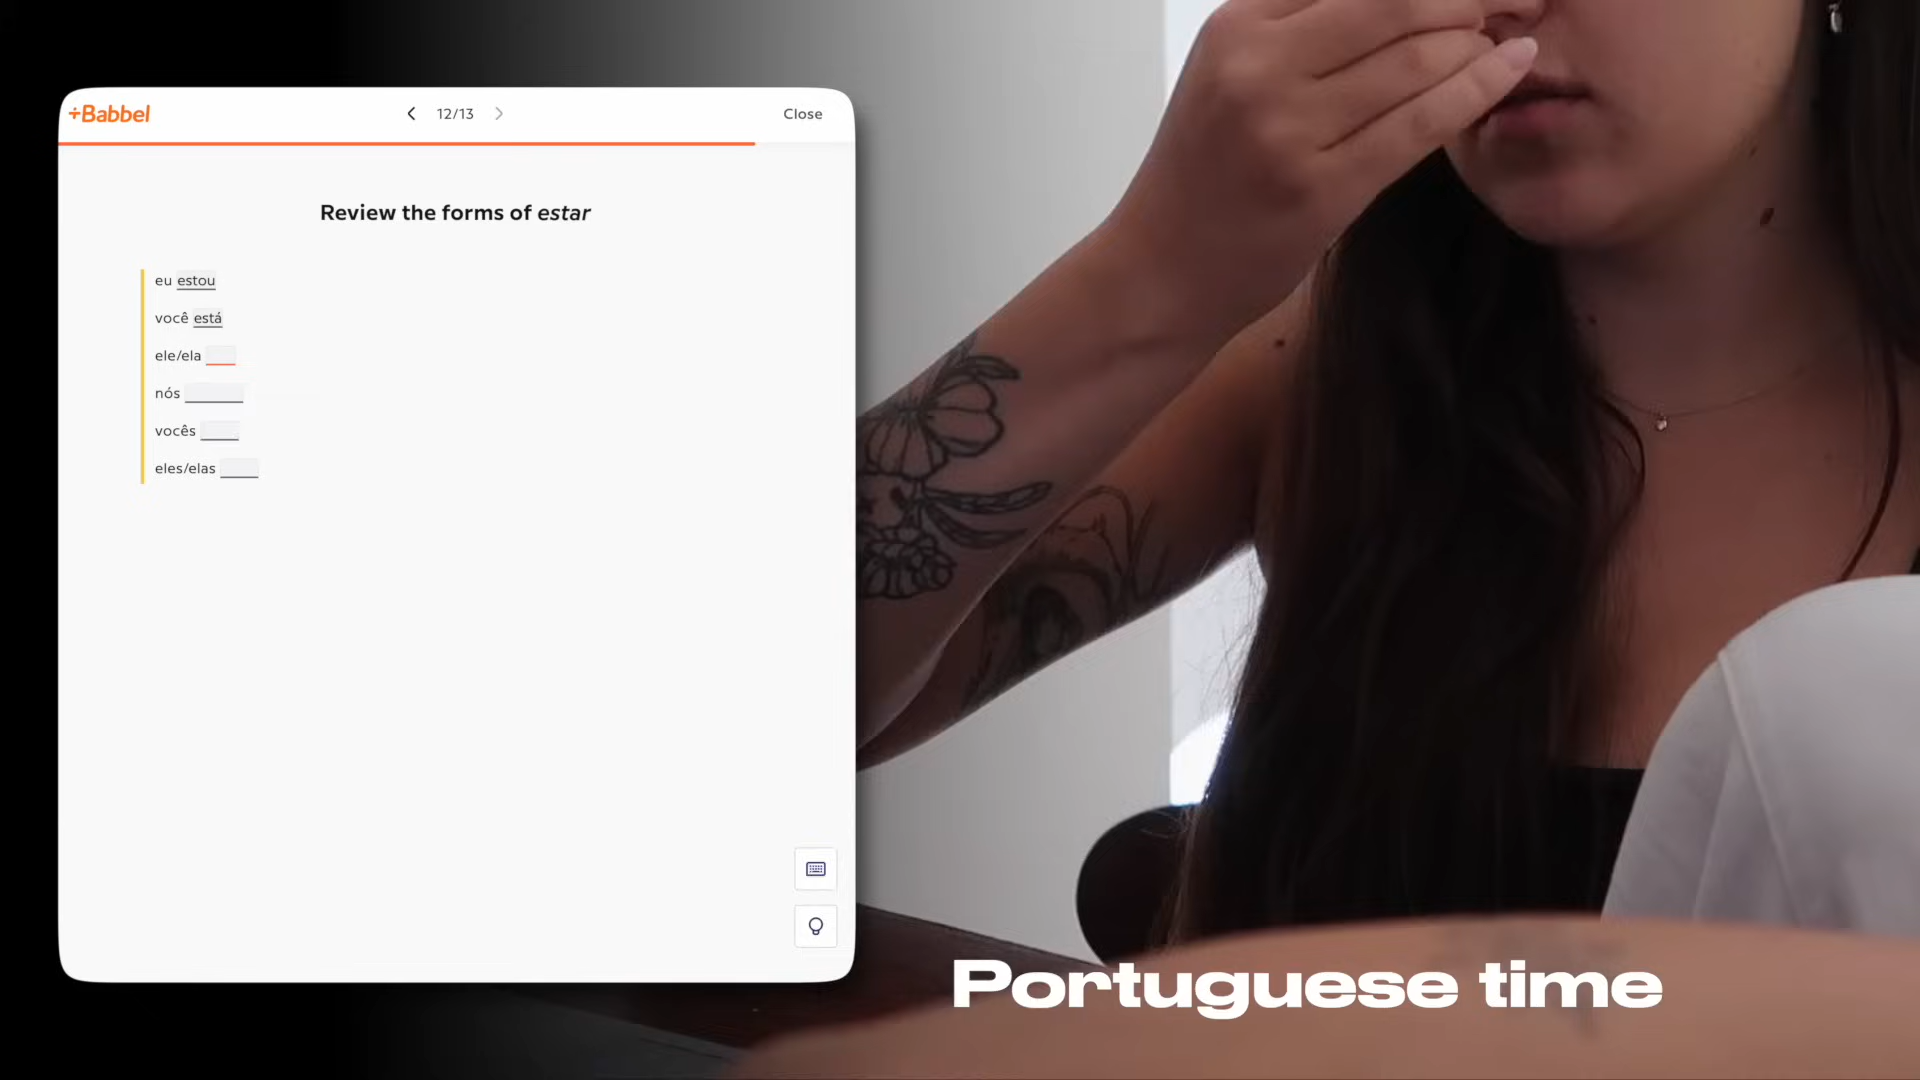 +Babbel
12/13
Close
Review the forms of estar
eu estou
você está
ele/ela
nós
vocês
eles/elas
Portuguese time